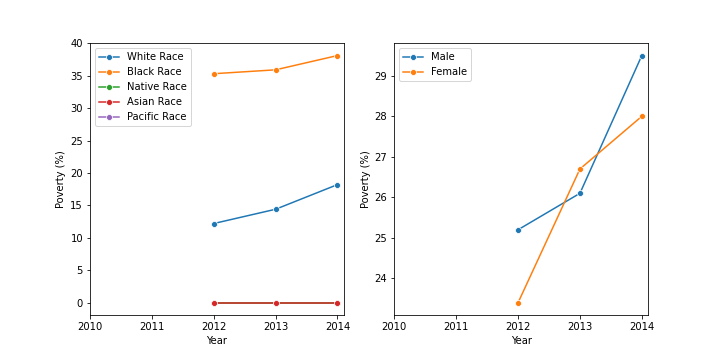 White Race
Black Race
Native Race
Asian Race
Pacific Race
Poverty (%)
40
35
30
25
20
15
10
5
0
2010 2011 2012 2013 2014
Year
Male
Female
Poverty (%)
29
28
27
26
25
24
2010 2011 2012 2013 2014
Year